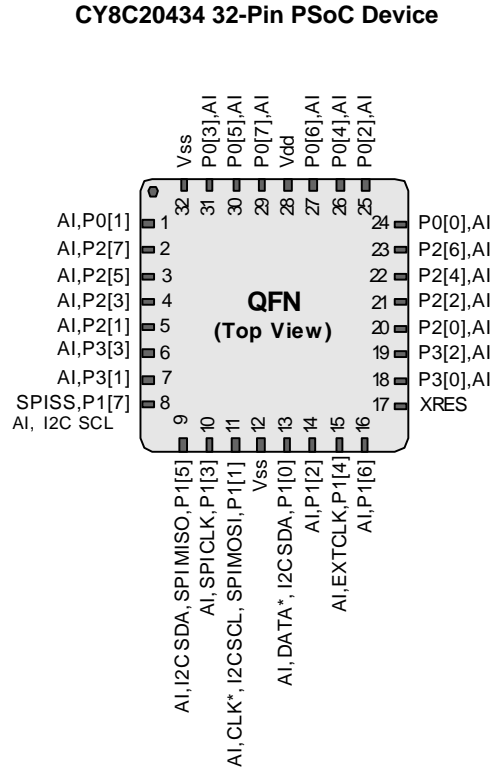 CY8C20434 32-Pin PSoC Device
Vss
P0[3],AI
P0[5],AI
P0[7],AI
Vdd
P0[6],AI
P0[4],AI
P0[2],AI
32
31
30
29
28
27
26
25
AI,P0[1] 1
AI,P2[7] 2
AI,P2[5] 3
AI,P2[3] 4
AI,P2[1] 5
AI,P3[3] 6
AI,P3[1] 7
SPISS,P1[7] 8
AI, I2C SCL
QFN
(Top View)
24 P0[0],AI
23 P2[6],AI
22 P2[4],AI
21 P2[2],AI
20 P2[0],AI
19 P3[2],AI
18 P3[0],AI
17 XRES
9
10
11
12
13
14
15
16
AI,I2C SDA, SPIMISO, P1[5]
AI,SPICLK,P1[3]
AI,CLK*, I2CSCL, SPIMOSI,P1[1]
Vss
AI,DATA*, I2CSDA,P1[0]
AI,P1[2]
AI,EXTCLK,P1[4]
AI,P1[6]